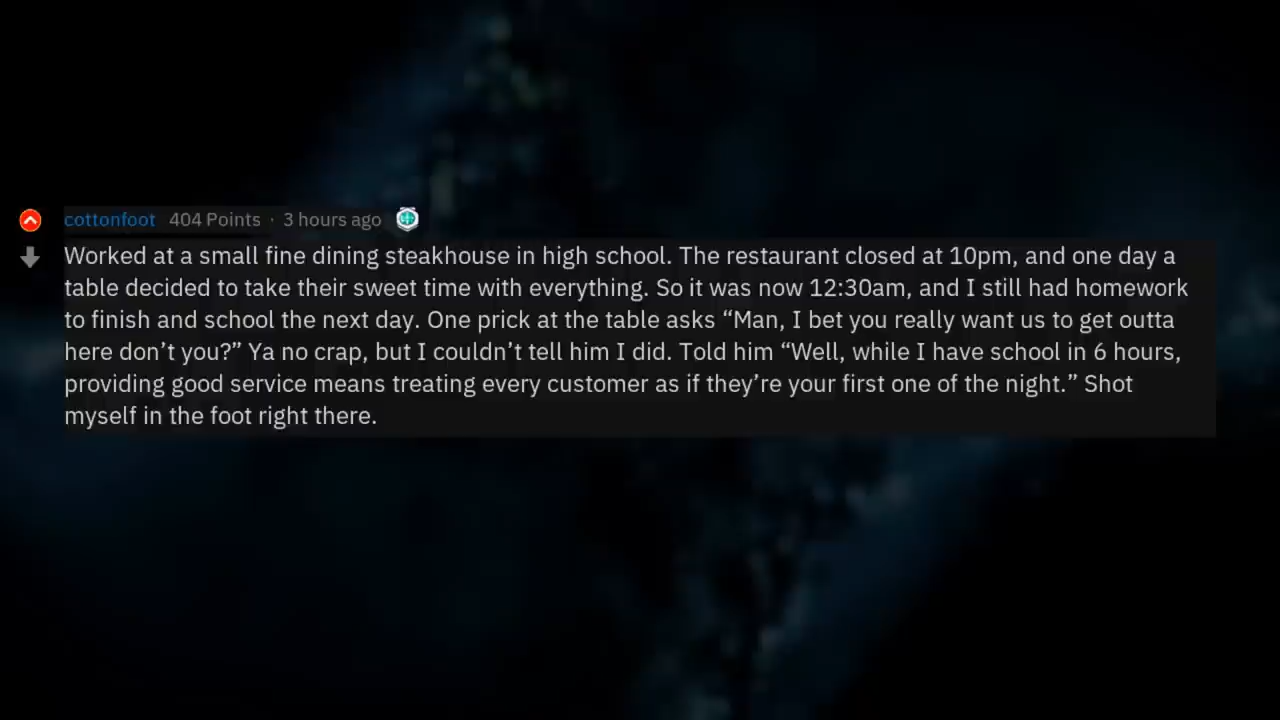 cottonfoot 404 Points · 3 hours ago
Worked at a small fine dining steakhouse in high school. The restaurant closed at 10pm, and one day a
table decided to take their sweet time with everything. So it was now 12:30am, and I still had homework
to finish and school the next day. One prick at the table asks “Man, I bet you really want us to get outta
here don’t you?” Ya no crap, but I couldn’t tell him I did. Told him “Well, while I have school in 6 hours,
providing good service means treating every customer as if they’re your first one of the night.” Shot
myself in the foot right there.